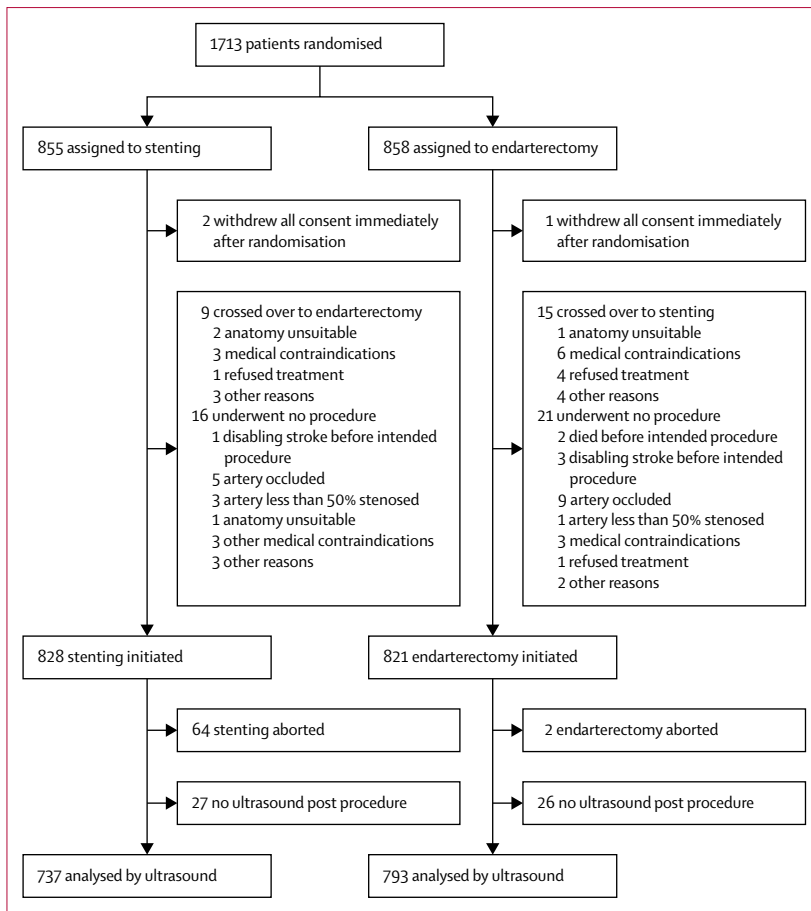 1713 patients randomised
855 assigned to stenting
858 assigned to endarterectomy
2 withdrew all consent immediately
after randomisation
1 withdrew all consent immediately
after randomisation
9 crossed over to endarterectomy
2 anatomy unsuitable
3 medical contraindications
1 refused treatment
3 other reasons
16 underwent no procedure
1 disabling stroke before intended
procedure
5 artery occluded
3 artery less than 50% stenosed
1 anatomy unsuitable
3 other medical contraindications
3 other reasons
15 crossed over to stenting
1 anatomy unsuitable
6 medical contraindications
4 refused treatment
4 other reasons
21 underwent no procedure
2 died before intended procedure
3 disabling stroke before intended
procedure
9 artery occluded
1 artery less than 50% stenosed
3 medical contraindications
1 refused treatment
2 other reasons
828 stenting initiated
821 endarterectomy initiated
64 stenting aborted
2 endarterectomy aborted
27 no ultrasound post procedure
26 no ultrasound post procedure
737 analysed by ultrasound
793 analysed by ultrasound